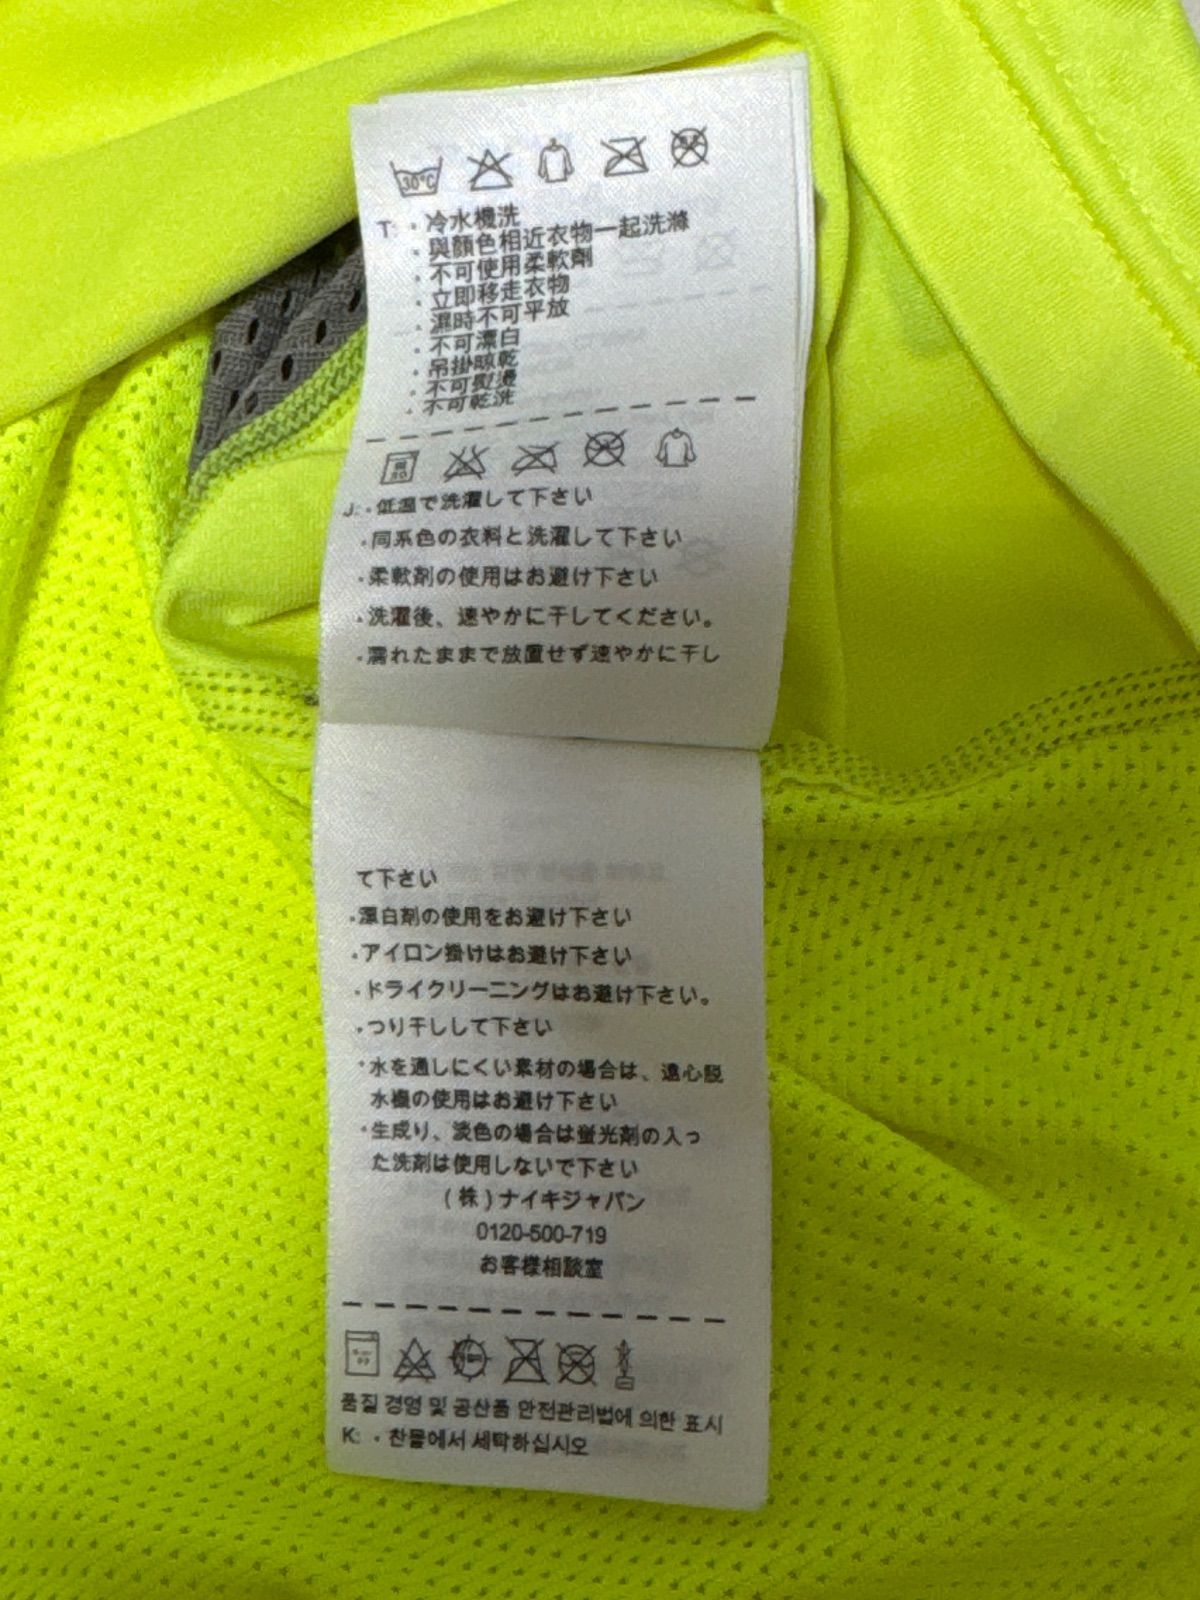 30°C
T: · 冷水機洗
· 與顏色相近衣物一起洗滌
· 不可使用柔軟劑
· 立即移走衣物
· 濕時不可平放
· 不可漂白
· 吊掛晾乾
· 不可熨燙
· 不可乾洗
J: · 低温で洗濯して下さい
· 同系色の衣料と洗濯して下さい
· 柔軟剤の使用はお避け下さい
· 洗濯後、速やかに干してください。
· 濡れたままで放置せず速やかに干し
て下さい
· 漂白剤の使用をお避け下さい
· アイロン掛けはお避け下さい
· ドライクリーニングはお避け下さい。
· つり干しして下さい
* 水を通しにくい素材の場合は、遠心脱
水機の使用はお避け下さい
* 生成り、淡色の場合は蛍光剤の入っ
た洗剤は使用しないで下さい
(株)ナイキジャパン
0120-500-719
お客様相談室
품질 경영 및 공산품 안전관리법에 의한 표시
K: · 찬물에서 세탁하십시오